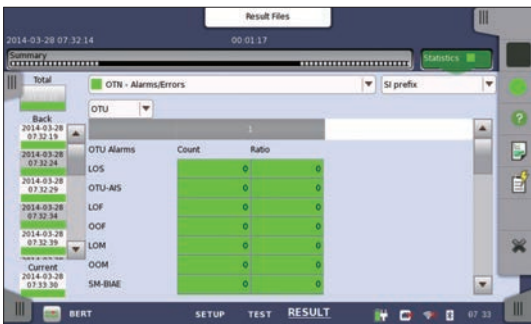 Result Files
2014-03-28 07:32:14 00:01:17
Summary
Statistics
Total
OTN - Alarms/Errors SI prefix
OTU
Back
2014-03-28
07:32:19
1
2014-03-28
07:32:24
OTU Alarms Count Ratio
LOS 0 0
2014-03-28
07:32:29
OTU-AIS 0 0
2014-03-28
07:32:34
LOF 0 0
OOF 0 0
2014-03-28
07:32:39
LOM 0 0
Current
2014-03-28
07:33:30
OOM 0 0
SM-BIAE 0 0
BERT SETUP TEST RESULT 07 33